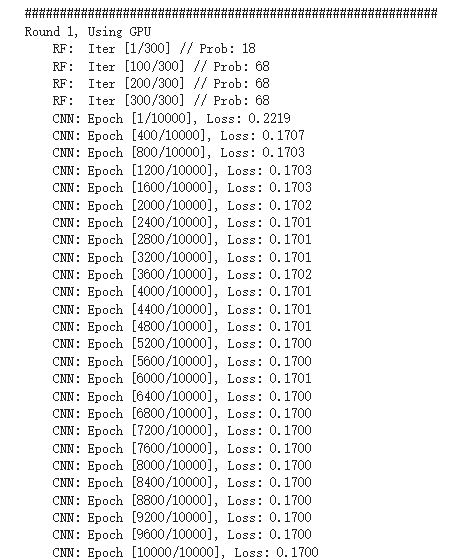 ###########################################################
Round 1, Using GPU
RF: Iter [1/300] // Prob: 18
RF: Iter [100/300] // Prob: 68
RF: Iter [200/300] // Prob: 68
RF: Iter [300/300] // Prob: 68
CNN: Epoch [1/10000], Loss: 0.2219
CNN: Epoch [400/10000], Loss: 0.1707
CNN: Epoch [800/10000], Loss: 0.1703
CNN: Epoch [1200/10000], Loss: 0.1703
CNN: Epoch [1600/10000], Loss: 0.1703
CNN: Epoch [2000/10000], Loss: 0.1702
CNN: Epoch [2400/10000], Loss: 0.1701
CNN: Epoch [2800/10000], Loss: 0.1701
CNN: Epoch [3200/10000], Loss: 0.1701
CNN: Epoch [3600/10000], Loss: 0.1702
CNN: Epoch [4000/10000], Loss: 0.1701
CNN: Epoch [4400/10000], Loss: 0.1701
CNN: Epoch [4800/10000], Loss: 0.1701
CNN: Epoch [5200/10000], Loss: 0.1700
CNN: Epoch [5600/10000], Loss: 0.1700
CNN: Epoch [6000/10000], Loss: 0.1701
CNN: Epoch [6400/10000], Loss: 0.1700
CNN: Epoch [6800/10000], Loss: 0.1700
CNN: Epoch [7200/10000], Loss: 0.1700
CNN: Epoch [7600/10000], Loss: 0.1700
CNN: Epoch [8000/10000], Loss: 0.1700
CNN: Epoch [8400/10000], Loss: 0.1700
CNN: Epoch [8800/10000], Loss: 0.1700
CNN: Epoch [9200/10000], Loss: 0.1700
CNN: Epoch [9600/10000], Loss: 0.1700
CNN: Epoch [10000/10000], Loss: 0.1700